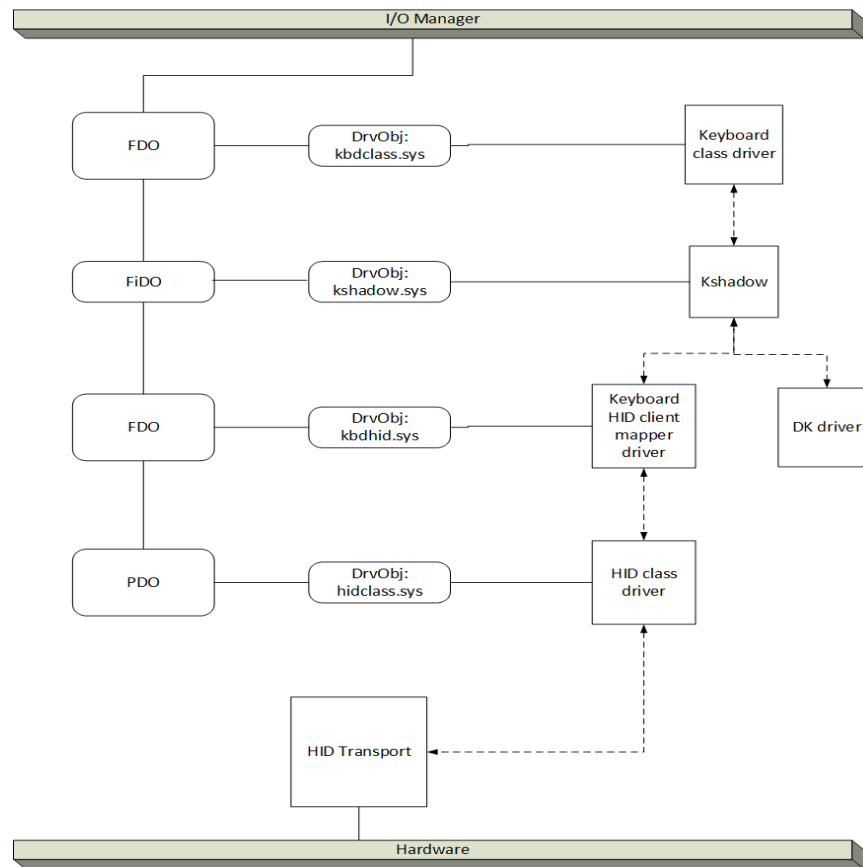 I/O Manager
FDO
DrvObj:
kbdclass.sys
Keyboard
class driver
FiDO
DrvObj:
kshadow.sys
Kshadow
FDO
DrvObj:
kbdhid.sys
Keyboard
HID client
mapper
driver
DK driver
PDO
DrvObj:
hidclass.sys
HID class
driver
HID Transport
Hardware